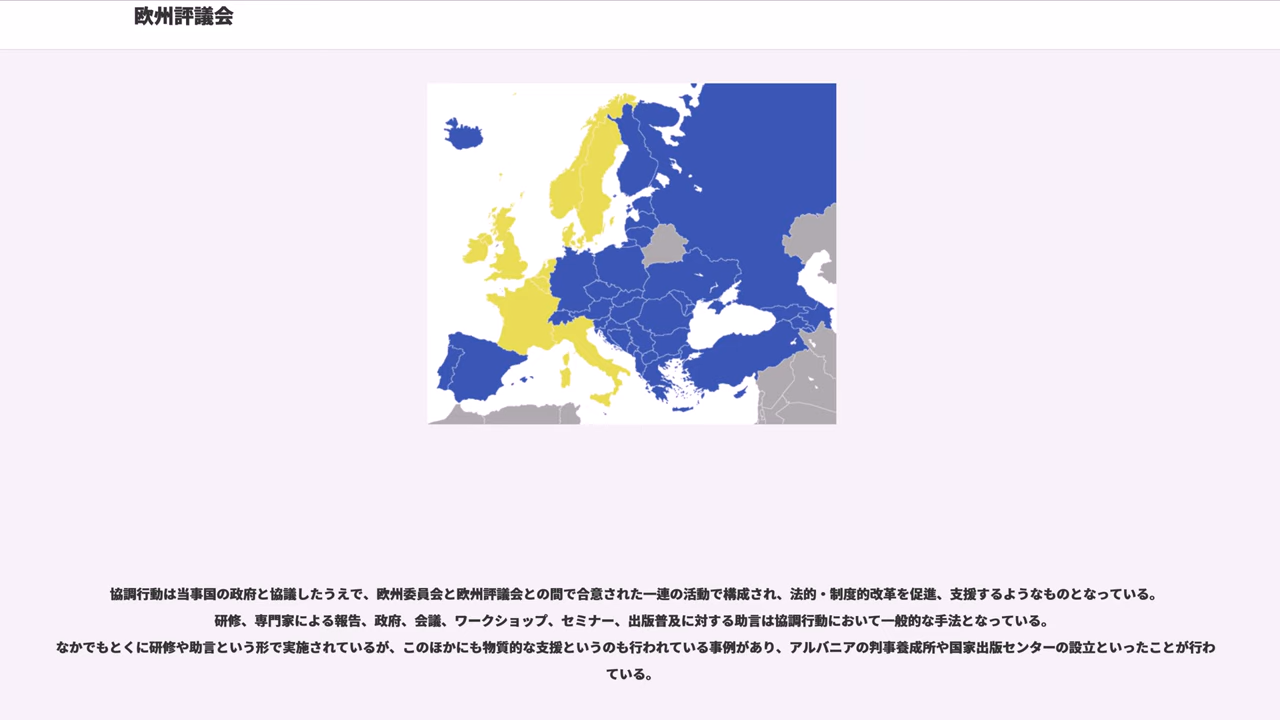 欧州評議会
協調行動は当事国の政府と協議したうえで、欧州委員会と欧州評議会との間で合意された一連の活動で構成され、法的・制度的改革を促進、支援するようなものとなっている。
研修、専門家による報告、政府、会議、ワークショップ、セミナー、出版普及に対する助言は協調行動において一般的な手法となっている。
なかでもとくに研修や助言という形で実施されているが、このほかにも物質的な支援というのも行われている事例があり、アルバニアの判事養成所や国家出版センターの設立といったことが行わ
ている。